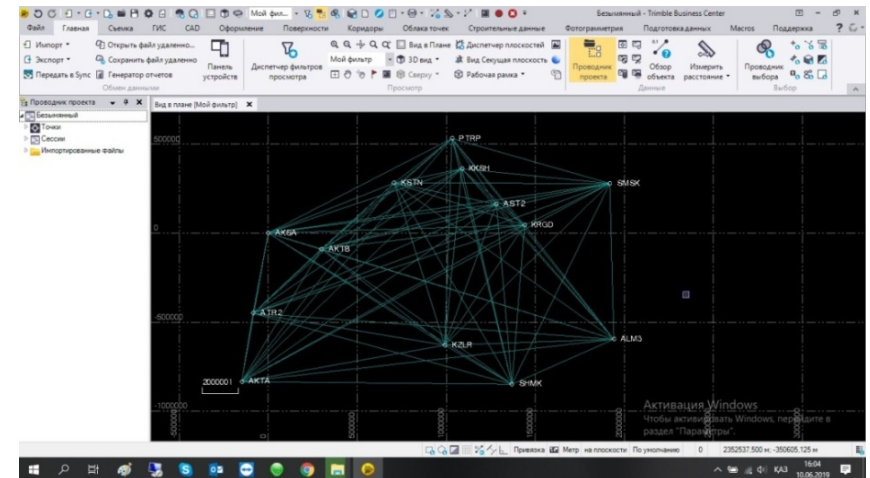 Мой фил...
Безымянный - Trimble Business Center
Файл Главная Съемка ГИС CAD Оформление Поверхности Коридоры Облака точек Строительные данные Фотограмметрия Подготовка данных Macros Поддержка
Импорт Открыть файл удаленно...
Экспорт Сохранить файл удаленно
Передать в Sync Генератор отчетов
Обмен данными
Панель устройств
Диспетчер фильтров просмотра
Вид в Плане Диспетчер плоскостей
Мой фильтр 3D вид Вид Секущая плоскость
Сверху Рабочая рамка
Просмотр
Проводник проекта
Обзор объекта
Измерить расстояние
Данные
Проводник выбора
Выбор
Проводник проекта
Безымянный
Точки
Сессии
Импортированные файлы
Вид в плане [Мой фильтр]
500000
PTRP
KKSH
KSTN
SMSK
AST2
KRGD
0
AKSA
AKTB
-500000
ATR2
KZLR
ALM3
2000001
AKTA
SHMK
-1000000
0
500000
1000000
1500000
2000000
Активация Windows
Чтобы активировать Windows, перейдите в
раздел "Параметры".
Привязка Метр на плоскости По умолчанию 0 2352537,500 м; -350605,125 м
КАЗ
16:04
10.06.2019